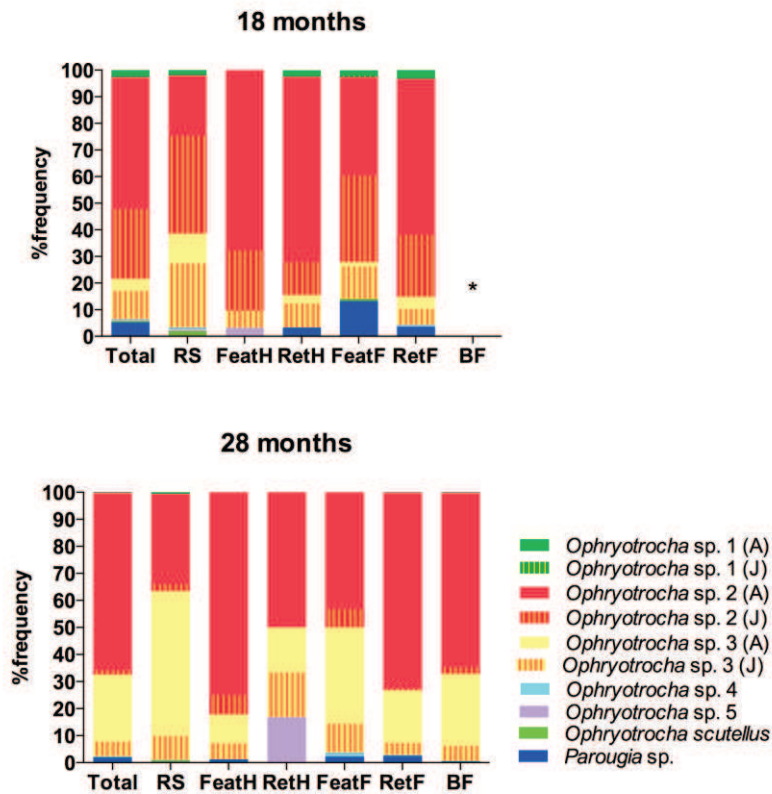 18 months
100
90
80
70
60
50
40
30
20
10
0
%frequency
*
Total RS FeatH RetH FeatF RetF BF
28 months
100
90
80
70
60
50
40
30
20
10
0
%frequency
Total RS FeatH RetH FeatF RetF BF
Ophryotrocha sp. 1 (A)
Ophryotrocha sp. 1 (J)
Ophryotrocha sp. 2 (A)
Ophryotrocha sp. 2 (J)
Ophryotrocha sp. 3 (A)
Ophryotrocha sp. 3 (J)
Ophryotrocha sp. 4
Ophryotrocha sp. 5
Ophryotrocha scutellus
Parougia sp.